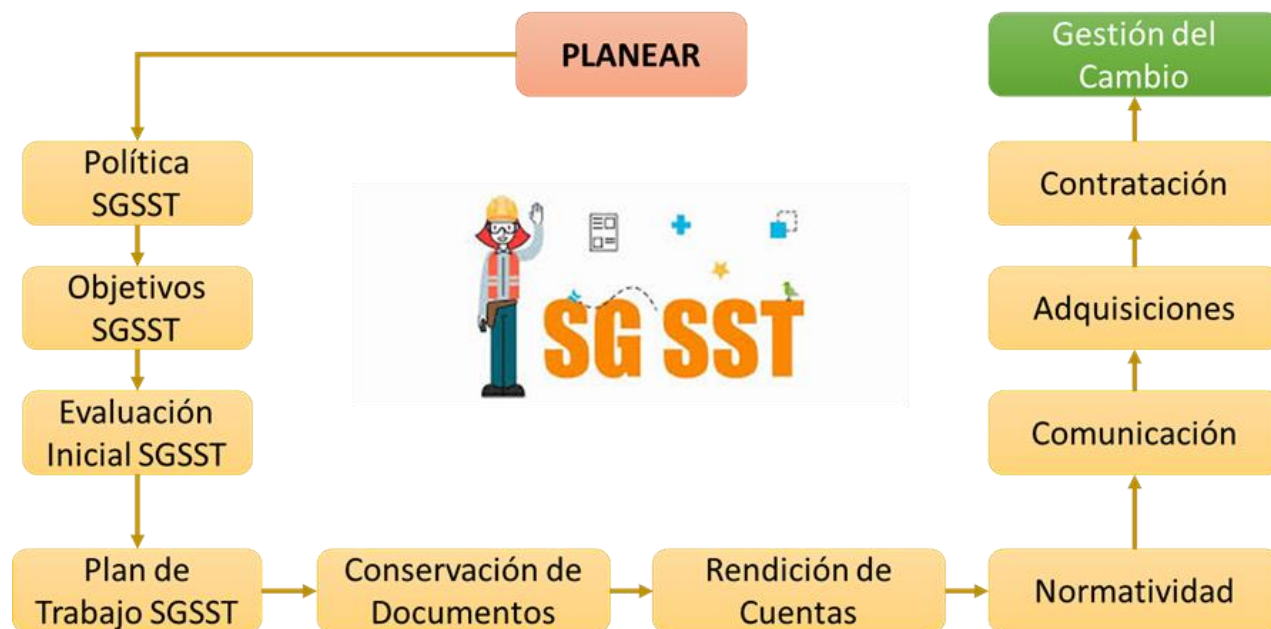 PLANEAR
Política
SGSST
Objetivos
SGSST
Evaluación
Inicial SGSST
Plan de
Trabajo SGSST
Conservación de
Documentos
Rendición de
Cuentas
Normatividad
Comunicación
Adquisiciones
Contratación
Gestión del
Cambio
SG SST